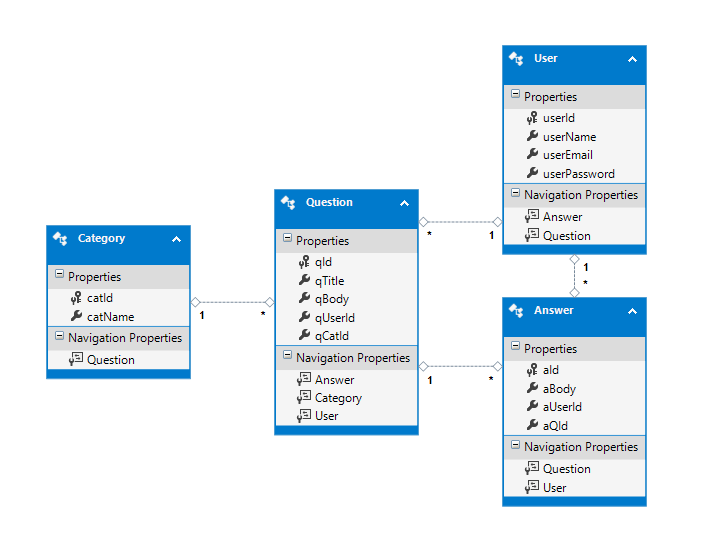 User
Properties
userId
userName
userEmail
userPassword
Navigation Properties
Answer
Question
Question
Properties
qId
qTitle
qBody
qUserId
qCatId
Navigation Properties
Answer
Category
User
Category
Properties
catId
catName
Navigation Properties
Question
Answer
Properties
aId
aBody
aUserId
aQId
Navigation Properties
Question
User
* 1
1
*
1 *
1 *